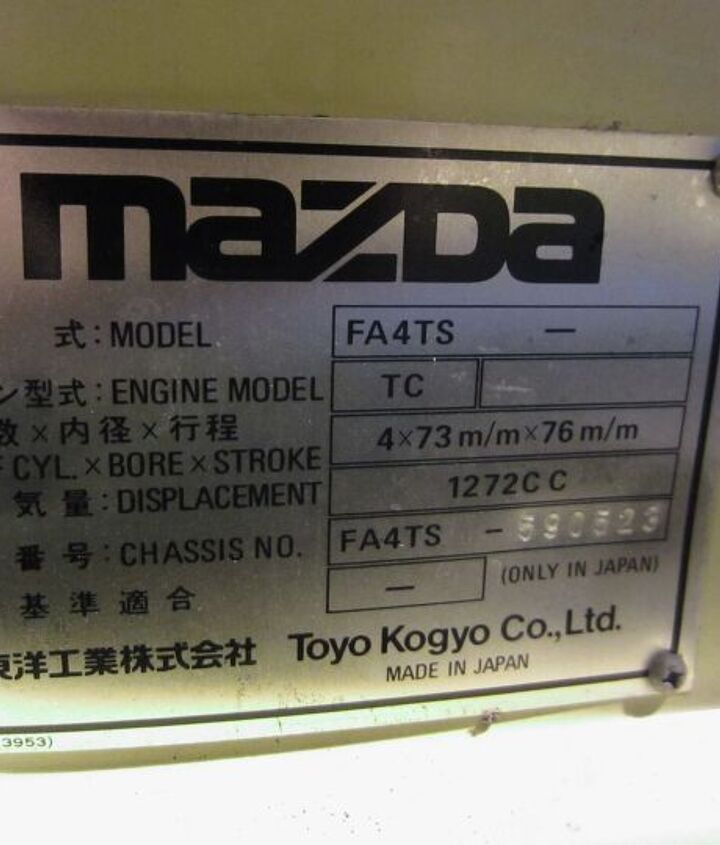 mazda
式:MODEL FA4TS —
ン型式:ENGINE MODEL TC
数×内径×行程
CYL.×BORE×STROKE 4×73m/m×76m/m
気量:DISPLACEMENT 1272CC
番号:CHASSIS NO. FA4TS - 590523
基準適合 — (ONLY IN JAPAN)
東洋工業株式会社 Toyo Kogyo Co.,Ltd.
MADE IN JAPAN
3953)